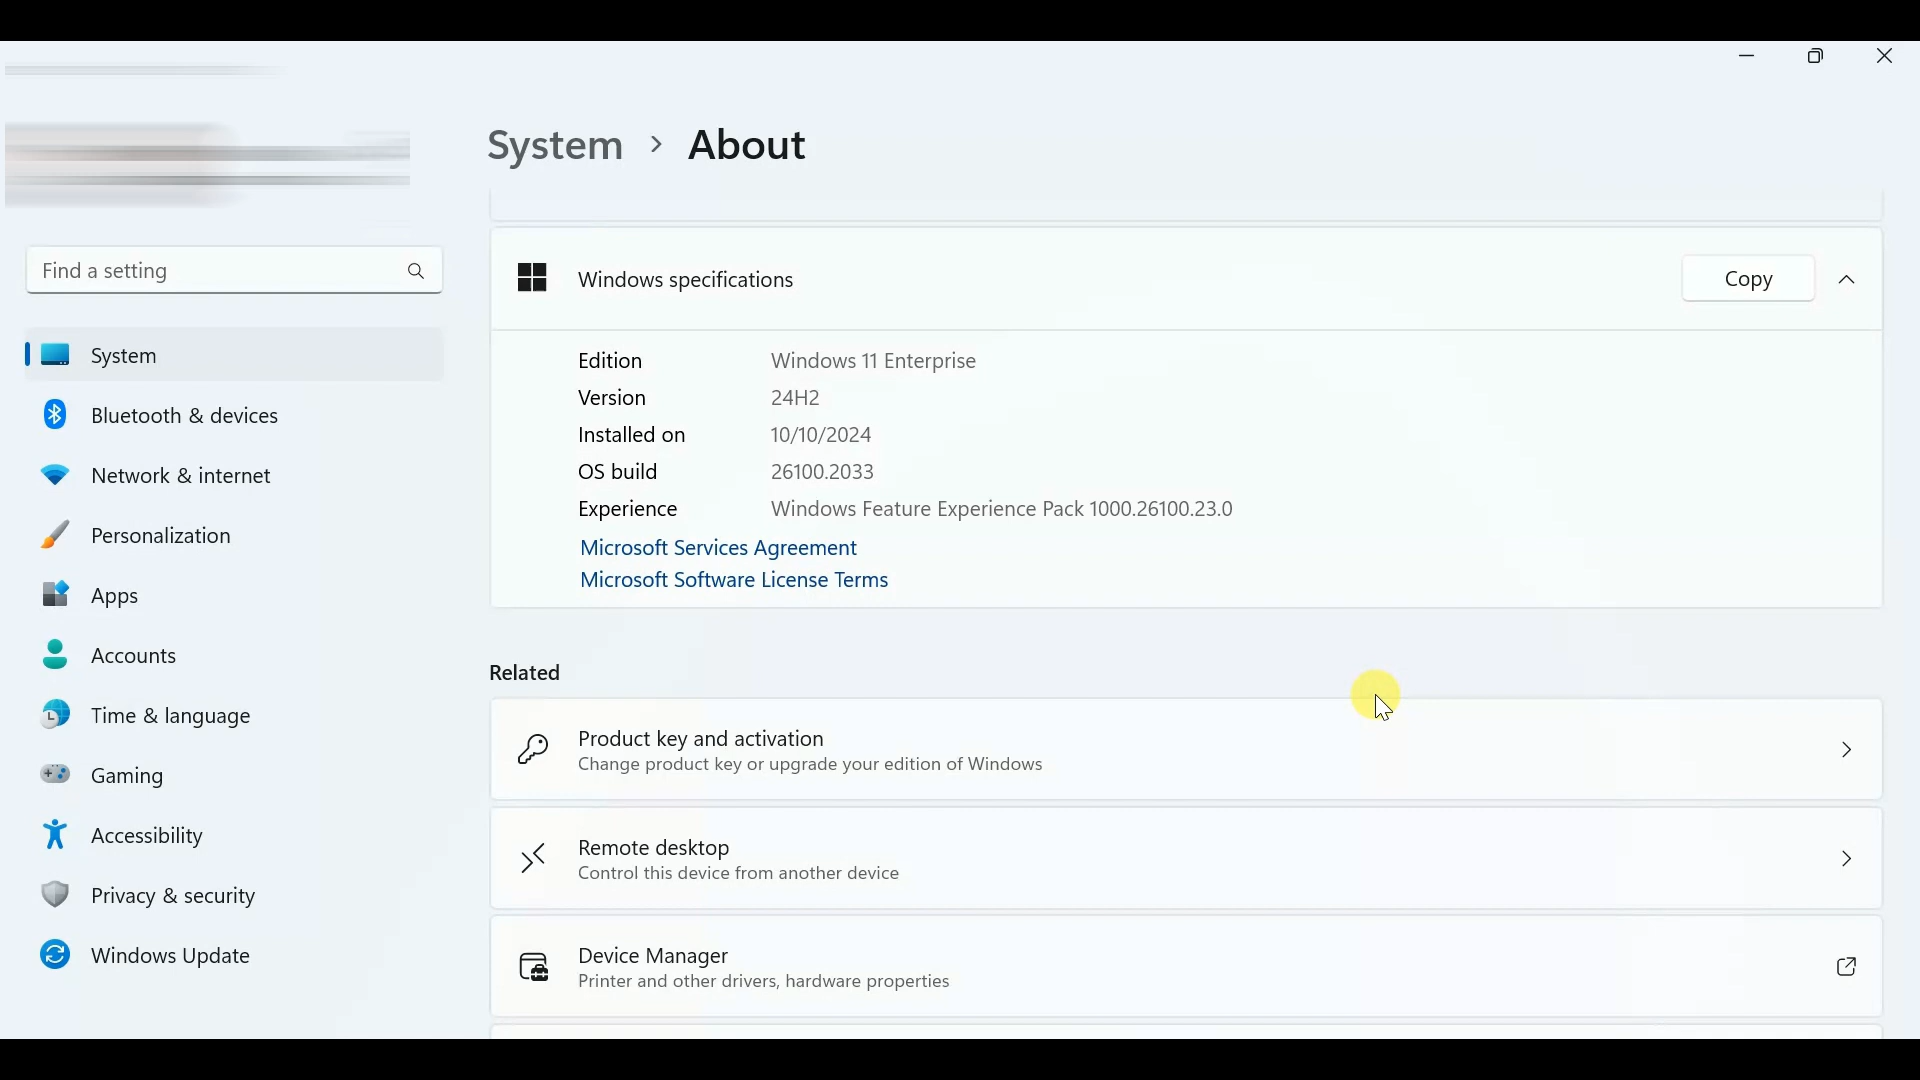 System > About
Find a setting
System
Bluetooth & devices
Network & internet
Personalization
Apps
Accounts
Time & language
Gaming
Accessibility
Privacy & security
Windows Update
Windows specifications
Copy
Edition Windows 11 Enterprise
Version 24H2
Installed on 10/10/2024
OS build 26100.2033
Experience Windows Feature Experience Pack 1000.26100.23.0
Microsoft Services Agreement
Microsoft Software License Terms
Related
Product key and activation
Change product key or upgrade your edition of Windows
Remote desktop
Control this device from another device
Device Manager
Printer and other drivers, hardware properties